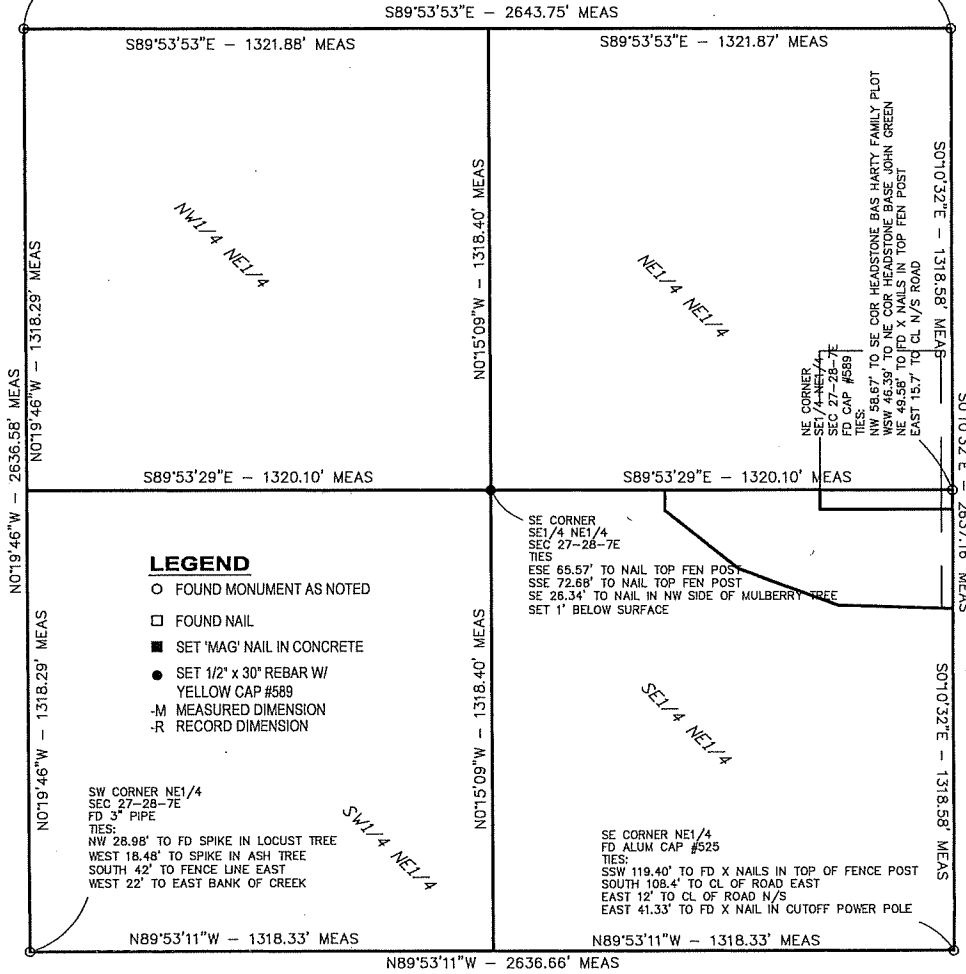 S89°53'53"E - 2643.75' MEAS
S89°53'53"E - 1321.88' MEAS
S89°53'53"E - 1321.87' MEAS
N0°19'46"W - 2636.58' MEAS
N0°19'46"W - 1318.29' MEAS
NW1/4 NE1/4
N0°15'09"W - 1318.40' MEAS
NE1/4 NE1/4
S0°10'32"E - 1318.58' MEAS
NE CORNER
SE1/4 NE1/4
SEC 27-28-7E
FD CAP #589
TIES:
NW 58.67' TO SE COR HEADSTONE BAS HARTY FAMILY PLOT
WSW 46.39' TO NE COR HEADSTONE BASE JOHN GREEN
NE 49.58' TO FD X NAILS IN TOP FEN POST
EAST 15.7' TO CL N/S ROAD
S0°10'32"E - 2637.16' MEAS
S89°53'29"E - 1320.10' MEAS
S89°53'29"E - 1320.10' MEAS
SE CORNER
SE1/4 NE1/4
SEC 27-28-7E
TIES
ESE 65.57' TO NAIL TOP FEN POST
SSE 72.68' TO NAIL TOP FEN POST
SE 26.34' TO NAIL IN NW SIDE OF MULBERRY TREE
SET 1' BELOW SURFACE
LEGEND
FOUND MONUMENT AS NOTED
FOUND NAIL
SET 'MAG' NAIL IN CONCRETE
SET 1/2" x 30" REBAR W/
YELLOW CAP #589
-M MEASURED DIMENSION
-R RECORD DIMENSION
N0°19'46"W - 1318.29' MEAS
N0°15'09"W - 1318.40' MEAS
SE1/4 NE1/4
S0°10'32"E - 1318.58' MEAS
SW CORNER NE1/4
SEC 27-28-7E
FD 3" PIPE
TIES:
NW 28.98' TO FD SPIKE IN LOCUST TREE
WEST 18.48' TO SPIKE IN ASH TREE
SOUTH 42' TO FENCE LINE EAST
WEST 22' TO EAST BANK OF CREEK
SW1/4 NE1/4
SE CORNER NE1/4
FD ALUM CAP #525
TIES:
SSW 119.40' TO FD X NAILS IN TOP OF FENCE POST
SOUTH 108.4' TO CL OF ROAD EAST
EAST 12' TO CL OF ROAD N/S
EAST 41.33' TO FD X NAIL IN CUTOFF POWER POLE
N89°53'11"W - 1318.33' MEAS
N89°53'11"W - 1318.33' MEAS
N89°53'11"W - 2636.66' MEAS